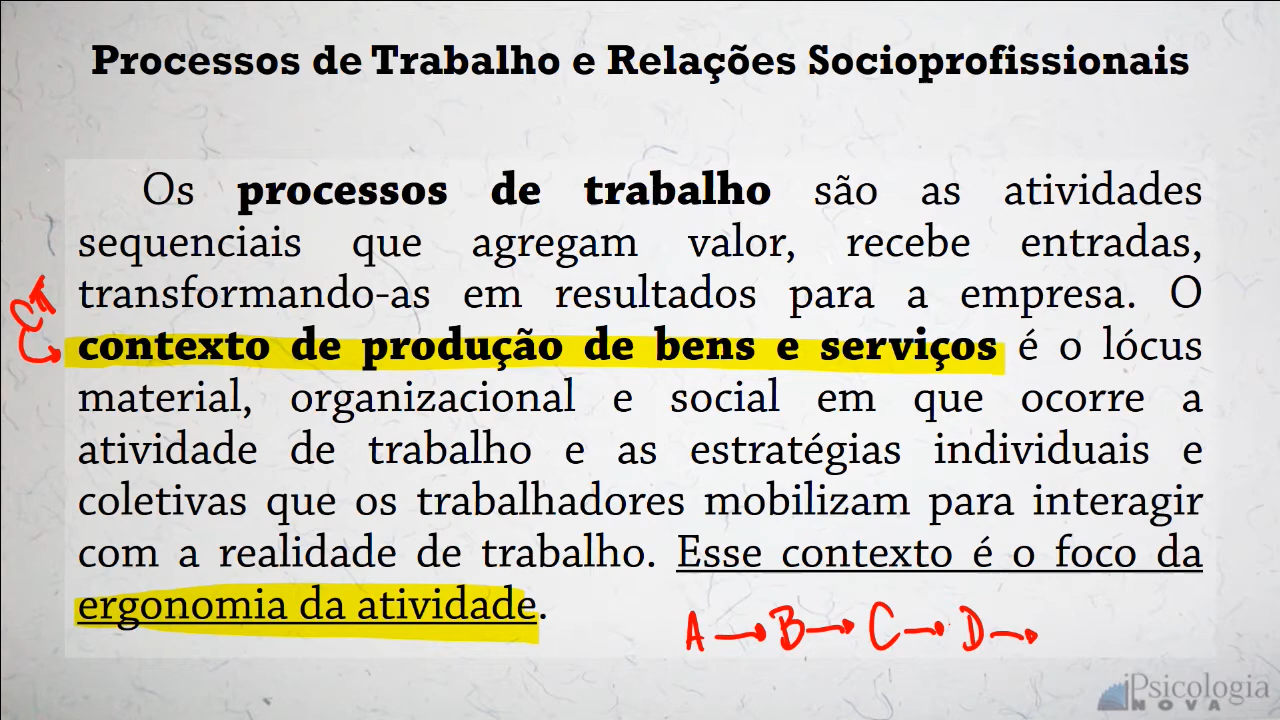 Processos de Trabalho e Relações Socioprofissionais
Os processos de trabalho são as atividades
sequenciais que agregam valor, recebe entradas,
transformando-as em resultados para a empresa. O
CT
contexto de produção de bens e serviços é o lócus
material, organizacional e social em que ocorre a
atividade de trabalho e as estratégias individuais e
coletivas que os trabalhadores mobilizam para interagir
com a realidade de trabalho. Esse contexto é o foco da
ergonomia da atividade.
A → B → C → D →
Psicologia
NOVA